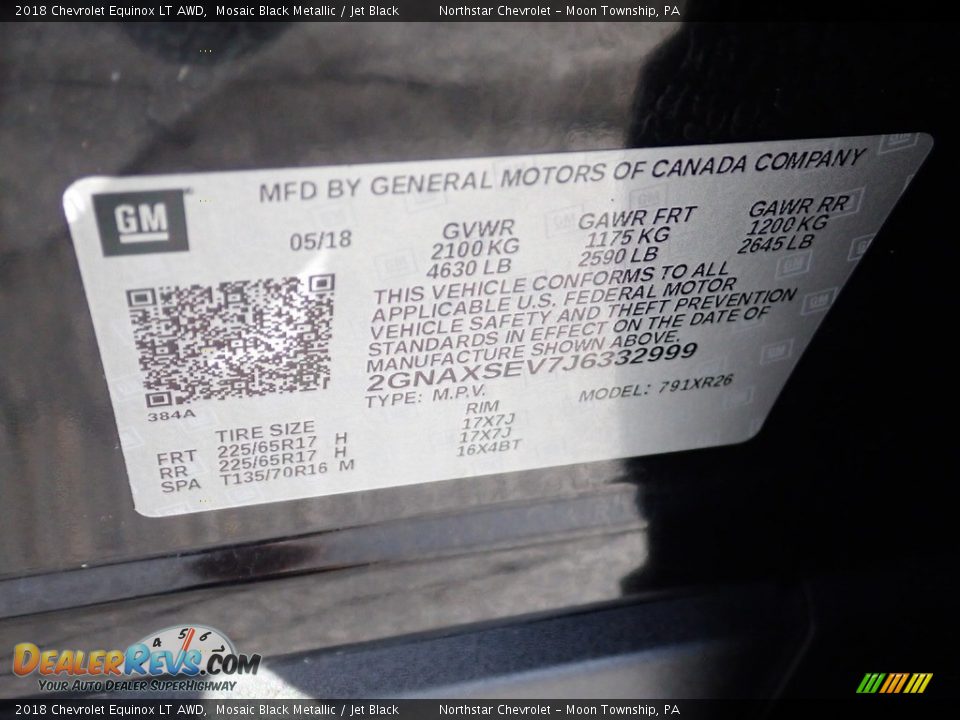 2018 Chevrolet Equinox LT AWD, Mosaic Black Metallic / Jet Black Northstar Chevrolet – Moon Township, PA
GM
MFD BY GENERAL MOTORS OF CANADA COMPANY
05/18
GVWR GAWR FRT GAWR RR
2100 KG 1175 KG 1200 KG
4630 LB 2590 LB 2645 LB
THIS VEHICLE CONFORMS TO ALL
APPLICABLE U.S. FEDERAL MOTOR
VEHICLE SAFETY AND THEFT PREVENTION
STANDARDS IN EFFECT ON THE DATE OF
MANUFACTURE SHOWN ABOVE.
2GNAXSEV7J6332999
TYPE: M.P.V. MODEL: 791XR26
384A
TIRE SIZE RIM
FRT 225/65R17 H 17X7J
RR 225/65R17 H 17X7J
SPA T135/70R16 M 16X4BT
4 5 6
DEALERREVS.COM
YOUR AUTO DEALER SUPERHIGHWAY
2018 Chevrolet Equinox LT AWD, Mosaic Black Metallic / Jet Black Northstar Chevrolet – Moon Township, PA